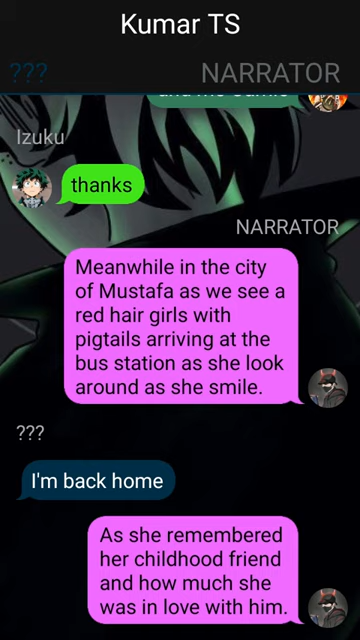 Kumar TS
???
NARRATOR
Izuku
thanks
NARRATOR
Meanwhile in the city
of Mustafa as we see a
red hair girls with
pigtails arriving at the
bus station as she look
around as she smile.
???
I'm back home
As she remembered
her childhood friend
and how much she
was in love with him.